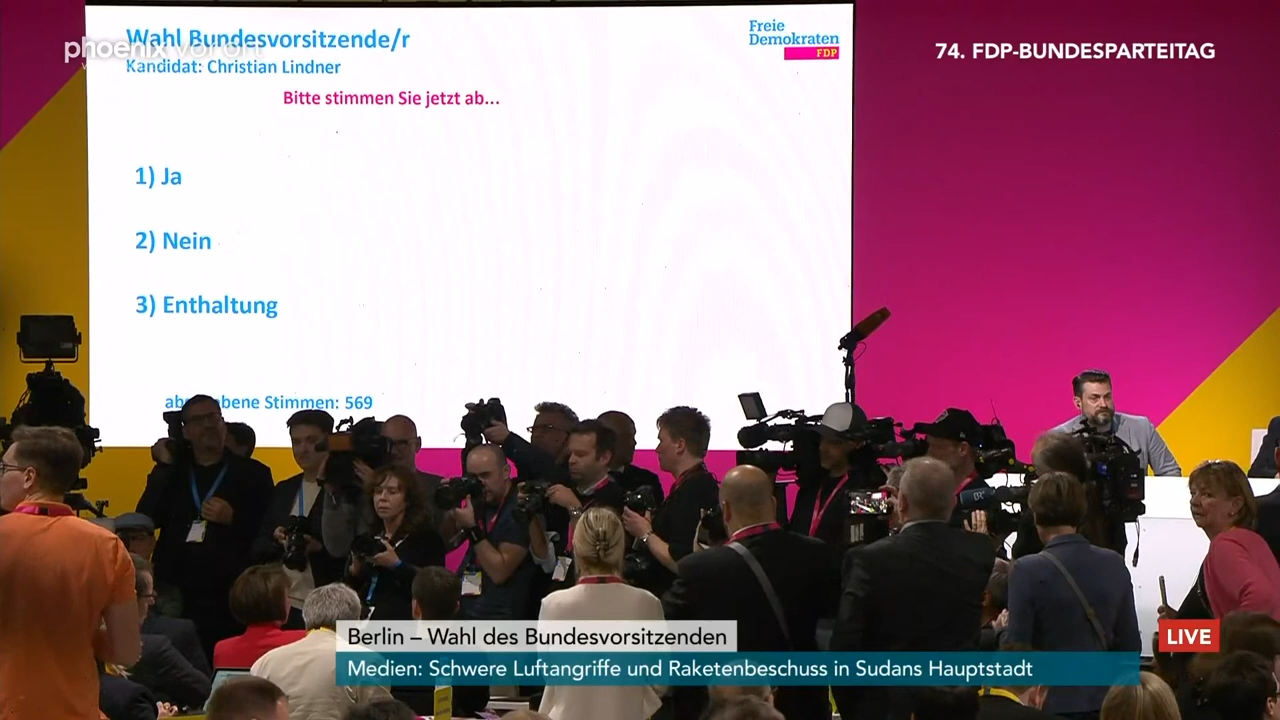 phoenix vor ort
Wahl Bundesvorsitzende/r
Kandidat: Christian Lindner
Bitte stimmen Sie jetzt ab...
Freie
Demokraten
FDP
74. FDP-BUNDESPARTEITAG
1) Ja
2) Nein
3) Enthaltung
Stimmen: 569
Berlin – Wahl des Bundesvorsitzenden
LIVE
Medien: Schwere Luftangriffe und Raketenbeschuss in Sudans Hauptstadt